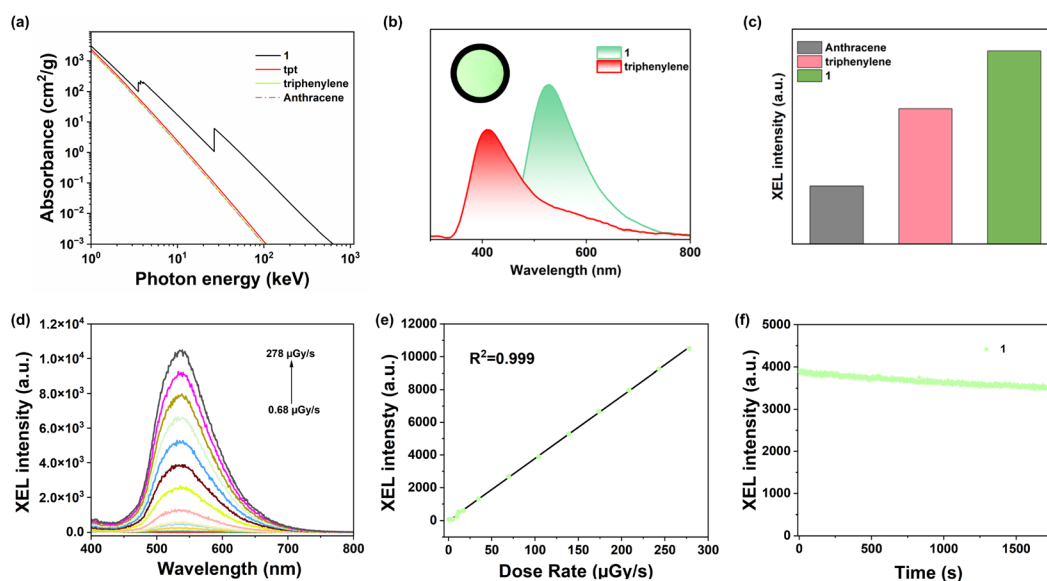 (a)
Absorbance (cm²/g)
10³
10²
10¹
10⁰
10⁻¹
10⁻²
10⁻³
1
tpt
triphenylene
Anthracene
10⁰
10¹
10²
10³
Photon energy (keV)
(b)
1
triphenylene
400
600
800
Wavelength (nm)
(c)
XEL intensity (a.u.)
Anthracene
triphenylene
1
(d)
XEL intensity (a.u.)
1.2×10⁴
1.0×10⁴
8.0×10³
6.0×10³
4.0×10³
2.0×10³
0.0
278 μGy/s
0.68 μGy/s
400
500
600
700
800
Wavelength (nm)
(e)
XEL intensty (a.u.)
12000
10000
8000
6000
4000
2000
0
R²=0.999
0
50
100
150
200
250
300
Dose Rate (μGy/s)
(f)
XEL intensity (a.u.)
5000
4000
3000
2000
1000
0
1
0
500
1000
1500
Time (s)